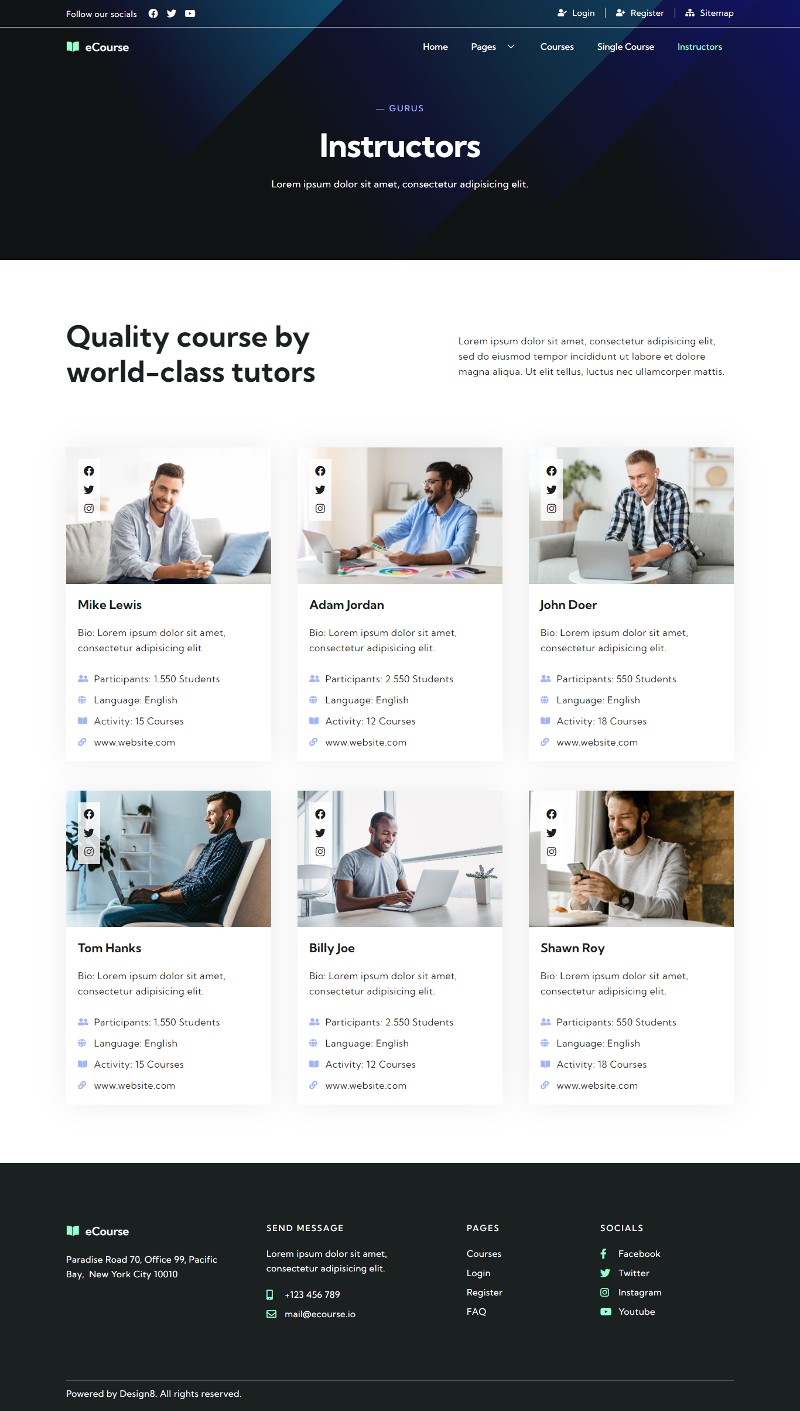 Follow our socials
Login
Register
Sitemap
eCourse
Home
Pages
Courses
Single Course
Instructors
— GURUS
Instructors
Lorem ipsum dolor sit amet, consectetur adipisicing elit.
Quality course by
world-class tutors
Lorem ipsum dolor sit amet, consectetur adipisicing elit,
sed do eiusmod tempor incididunt ut labore et dolore
magna aliqua. Ut elit tellus, luctus nec ullamcorper mattis.
Mike Lewis
Bio: Lorem ipsum dolor sit amet,
consectetur adipisicing elit.
Participants: 1.550 Students
Language: English
Activity: 15 Courses
www.website.com
Adam Jordan
Bio: Lorem ipsum dolor sit amet,
consectetur adipisicing elit.
Participants: 2.550 Students
Language: English
Activity: 12 Courses
www.website.com
John Doer
Bio: Lorem ipsum dolor sit amet,
consectetur adipisicing elit.
Participants: 550 Students
Language: English
Activity: 18 Courses
www.website.com
Tom Hanks
Bio: Lorem ipsum dolor sit amet,
consectetur adipisicing elit.
Participants: 1.550 Students
Language: English
Activity: 15 Courses
www.website.com
Billy Joe
Bio: Lorem ipsum dolor sit amet,
consectetur adipisicing elit.
Participants: 2.550 Students
Language: English
Activity: 12 Courses
www.website.com
Shawn Roy
Bio: Lorem ipsum dolor sit amet,
consectetur adipisicing elit.
Participants: 550 Students
Language: English
Activity: 18 Courses
www.website.com
eCourse
Paradise Road 70, Office 99, Pacific
Bay, New York City 10010
SEND MESSAGE
Lorem ipsum dolor sit amet,
consectetur adipisicing elit.
+123 456 789
mail@ecourse.io
PAGES
Courses
Login
Register
FAQ
SOCIALS
Facebook
Twitter
Instagram
Youtube
Powered by Design8. All rights reserved.